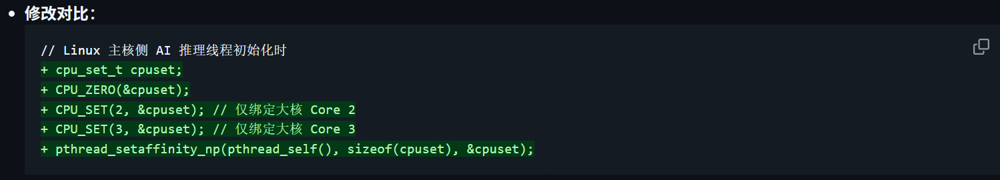 修改对比：
// Linux 主核侧 AI 推理线程初始化时
+ cpu_set_t cpuset;
+ CPU_ZERO(&cpuset);
+ CPU_SET(2, &cpuset); // 仅绑定大核 Core 2
+ CPU_SET(3, &cpuset); // 仅绑定大核 Core 3
+ pthread_setaffinity_np(pthread_self(), sizeof(cpuset), &cpuset);